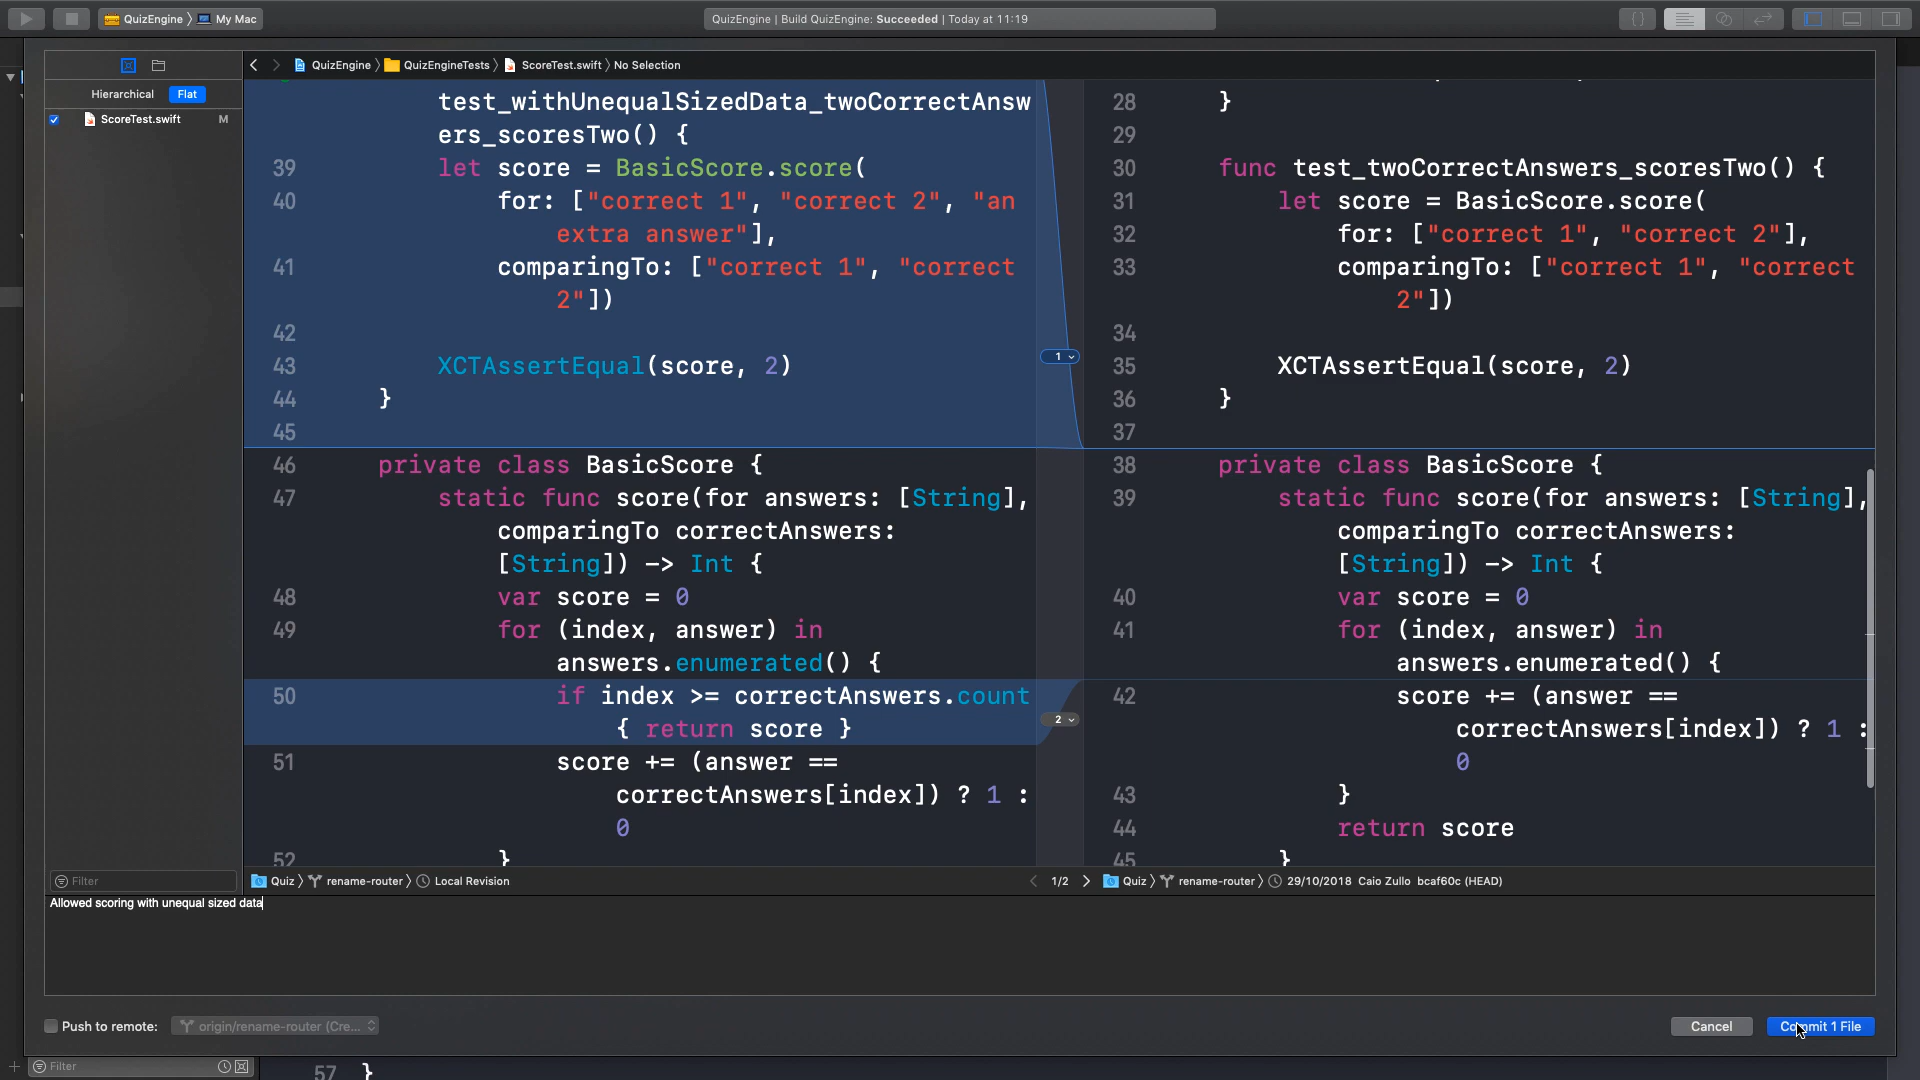 QuizEngine 〉 My Mac
QuizEngine | Build QuizEngine: Succeeded | Today at 11:19
{}
QuizEngine 〉 QuizEngineTests 〉 ScoreTest.swift 〉 No Selection
Hierarchical Flat
ScoreTest.swift M
test_withUnequalSizedData_twoCorrectAnsw
ers_scoresTwo() {
39 let score = BasicScore.score(
40 for: ["correct 1", "correct 2", "an
extra answer"],
41 comparingTo: ["correct 1", "correct
2"])
42
43 XCTAssertEqual(score, 2)
44 }
45
46 private class BasicScore {
47 static func score(for answers: [String],
comparingTo correctAnswers:
[String]) -> Int {
48 var score = 0
49 for (index, answer) in
answers.enumerated() {
50 if index >= correctAnswers.count
{ return score }
51 score += (answer ==
correctAnswers[index]) ? 1 :
0
52 }
1
2
28 }
29
30 func test_twoCorrectAnswers_scoresTwo() {
31 let score = BasicScore.score(
32 for: ["correct 1", "correct 2"],
33 comparingTo: ["correct 1", "correct
2"])
34
35 XCTAssertEqual(score, 2)
36 }
37
38 private class BasicScore {
39 static func score(for answers: [String],
comparingTo correctAnswers:
[String]) -> Int {
40 var score = 0
41 for (index, answer) in
answers.enumerated() {
42 score += (answer ==
correctAnswers[index]) ? 1 :
0
43 }
44 return score
45 }
Filter
Quiz 〉 rename-router 〉 Local Revision
1/2
Quiz 〉 rename-router 〉 29/10/2018 Caio Zullo bcaf60c (HEAD)
Allowed scoring with unequal sized data
Push to remote: origin/rename-router (Cre...
Cancel
Commit 1 File
Filter
57 }